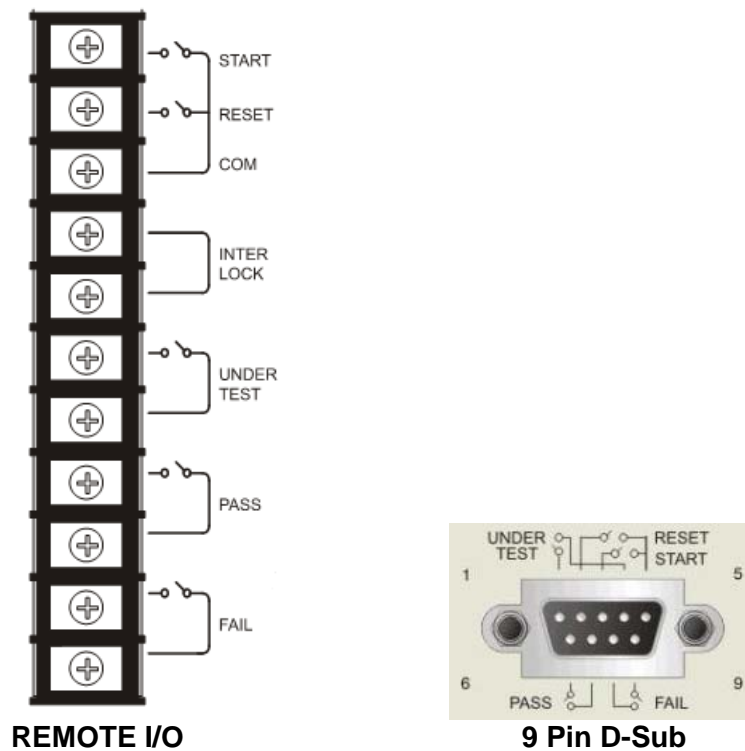 START
RESET
COM
INTER
LOCK
UNDER
TEST
PASS
FAIL
REMOTE I/O
UNDER
TEST
RESET
START
1
5
6
9
PASS
FAIL
9 Pin D-Sub